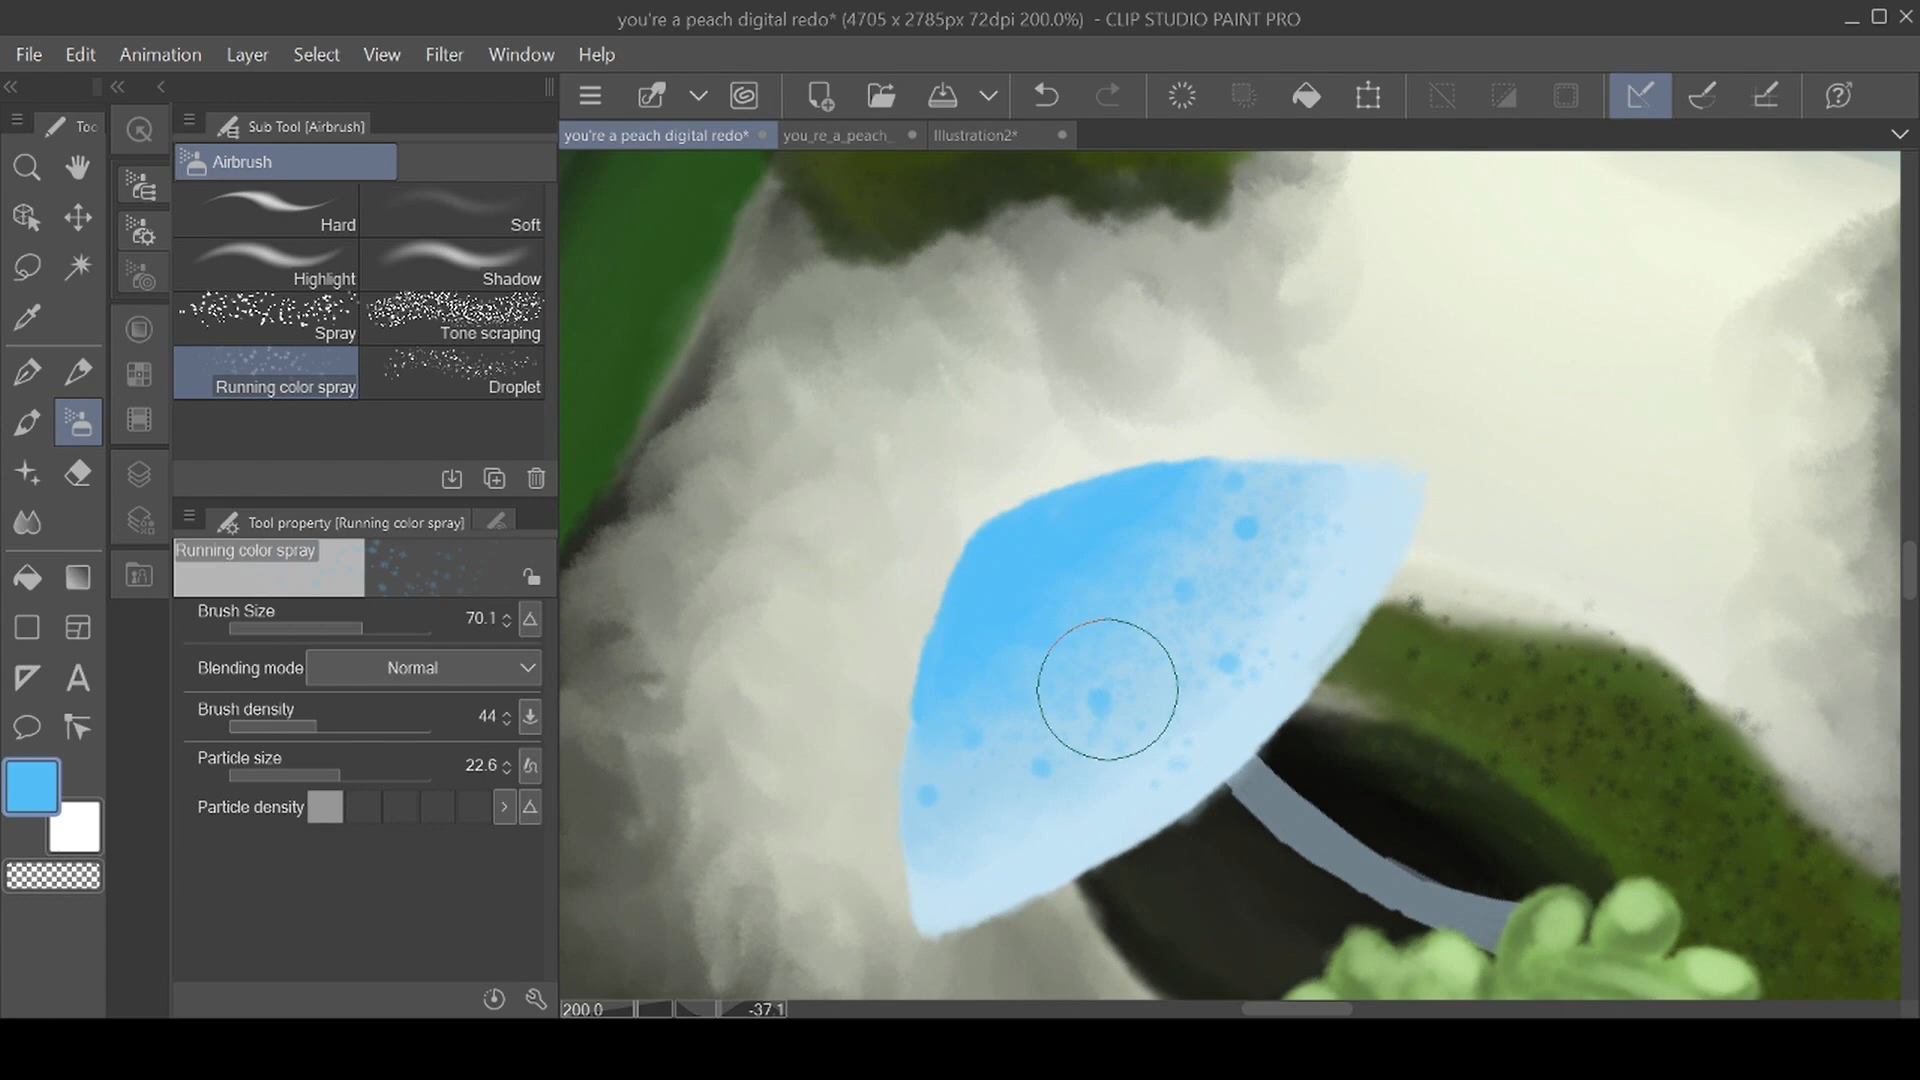 you're a peach digital redo* (4705 x 2785px 72dpi 200.0%) - CLIP STUDIO PAINT PRO
File Edit Animation Layer Select View Filter Window Help
Too
Sub Tool [Airbrush]
you're a peach digital redo* you_re_a_peach_ Illustration2*
Airbrush
Hard Soft
Highlight Shadow
Spray Tone scraping
Running color spray Droplet
Tool property [Running color spray]
Running color spray
Brush Size 70.1
Blending mode Normal
Brush density 44
Particle size 22.6
Particle density
A
200.0 -37.1